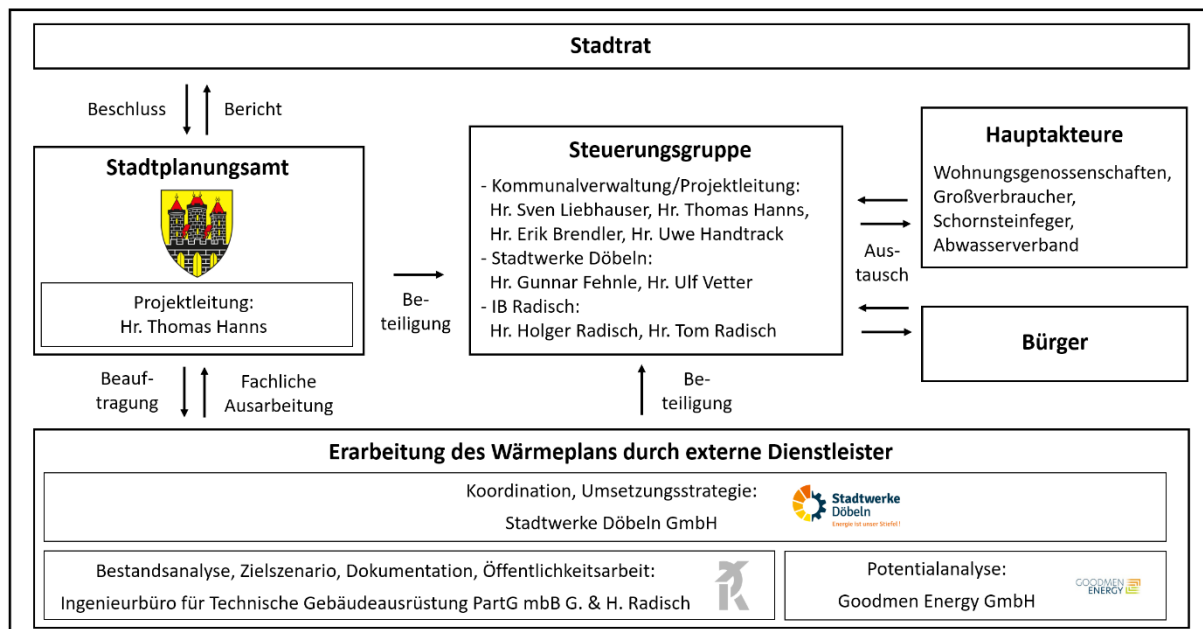 Stadtrat
Beschluss
Bericht
Stadtplanungsamt
Projektleitung:
Hr. Thomas Hanns
Be-
teiligung
Steuerungsgruppe
- Kommunalverwaltung/Projektleitung:
Hr. Sven Liebhauser, Hr. Thomas Hanns,
Hr. Erik Brendler, Hr. Uwe Handtrack
- Stadtwerke Döbeln:
Hr. Gunnar Fehnle, Hr. Ulf Vetter
- IB Radisch:
Hr. Holger Radisch, Hr. Tom Radisch
Aus-
tausch
Hauptakteure
Wohnungsgenossenschaften,
Großverbraucher,
Schornsteinfeger,
Abwasserverband
Bürger
Beauf-
tragung
Fachliche
Ausarbeitung
Be-
teiligung
Erarbeitung des Wärmeplans durch externe Dienstleister
Koordination, Umsetzungsstrategie:
Stadtwerke Döbeln GmbH
Stadtwerke
Döbeln
Energie ist unser Stiefel!
Bestandsanalyse, Zielszenario, Dokumentation, Öffentlichkeitsarbeit:
Ingenieurbüro für Technische Gebäudeausrüstung PartG mbB G. & H. Radisch
Potentialanalyse:
Goodmen Energy GmbH
GOODMEN
ENERGY